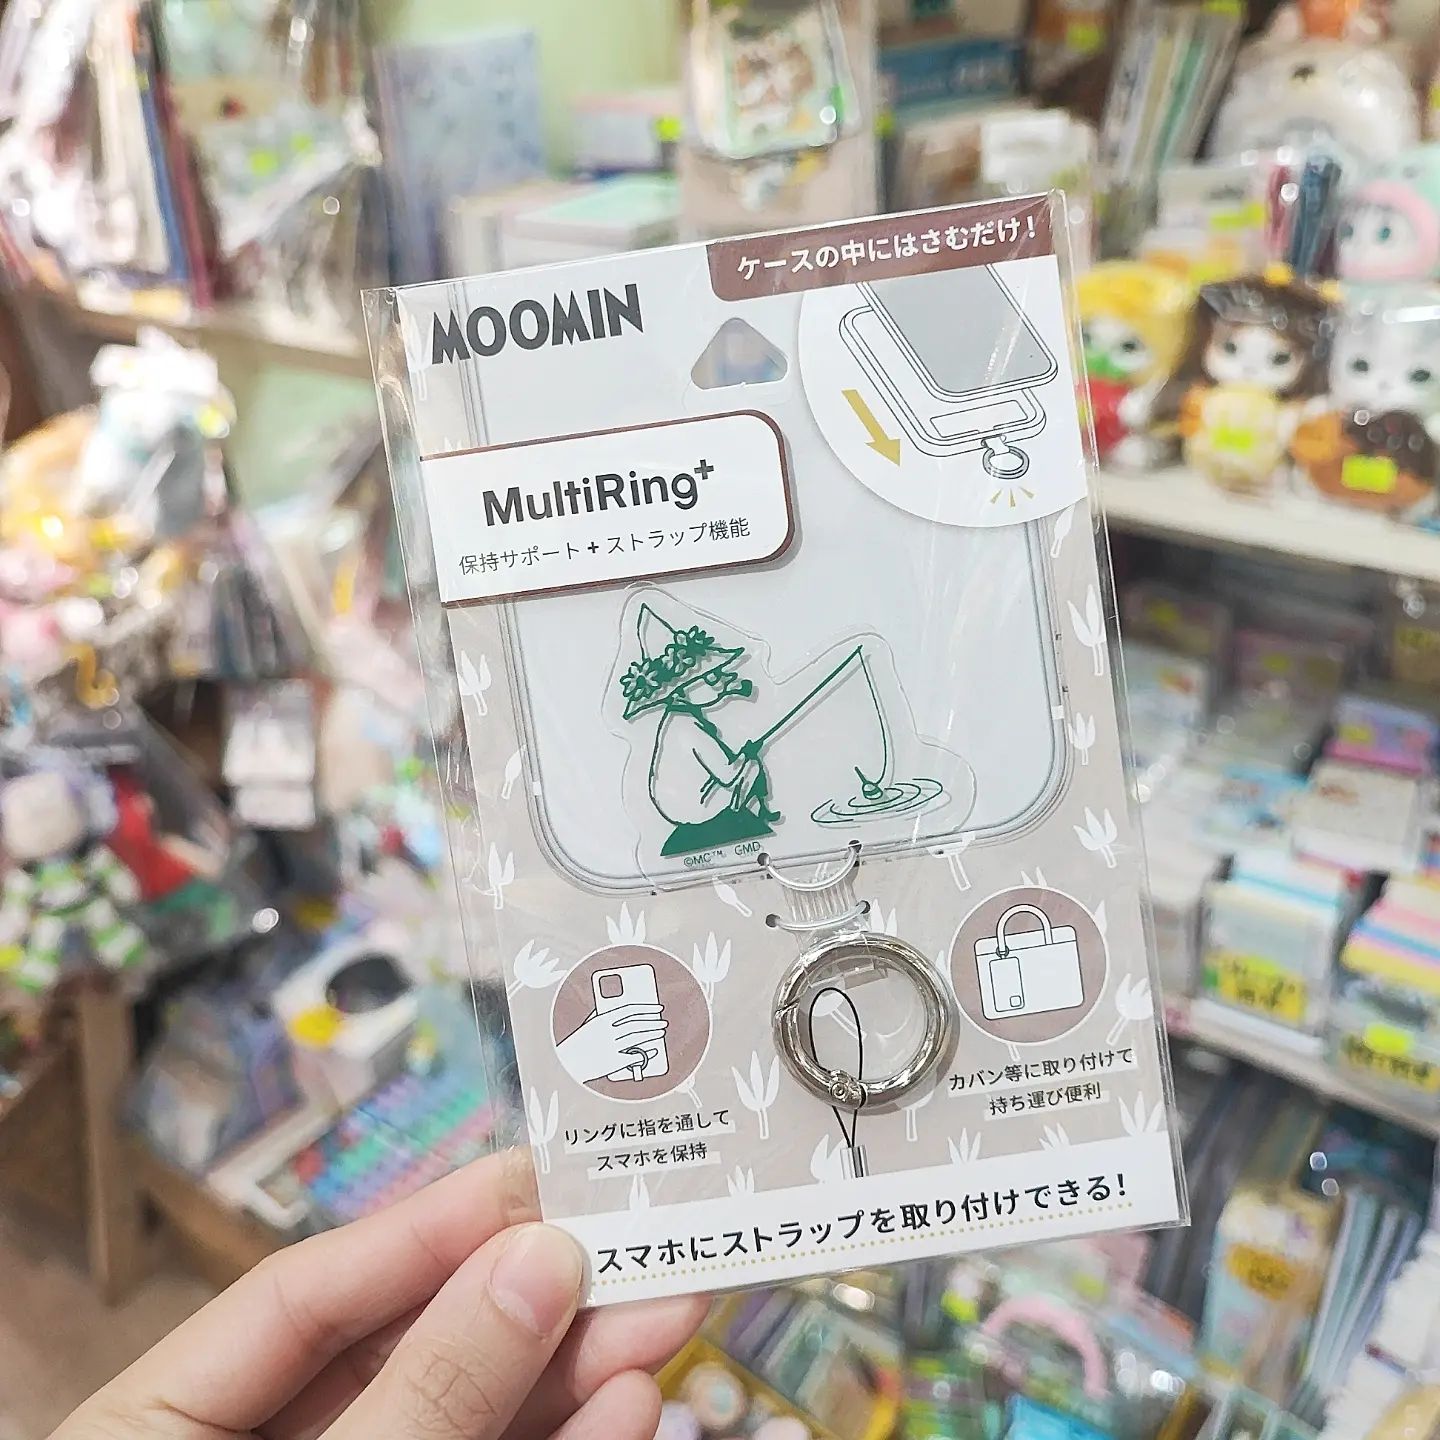 ケースの中にはさむだけ!
MOOMIN
MultiRing+
保持サポート+ストラップ機能
©MC™ GMD
リングに指を通して
スマホを保持
カバン等に取り付けて
持ち運び便利
スマホにストラップを取り付けできる!